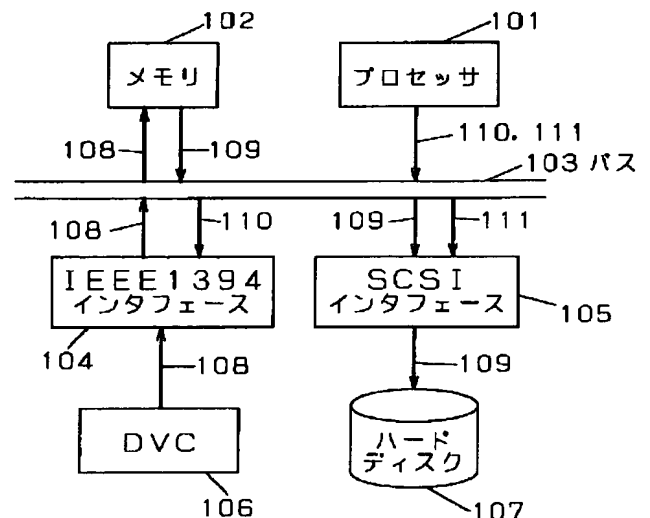 102
101
メモリ
プロセッサ
108
109
110, 111
103 バス
108
110
109
111
IEEE1394
インタフェース
SCSI
インタフェース
104
105
108
109
DVC
ハード
ディスク
106
107